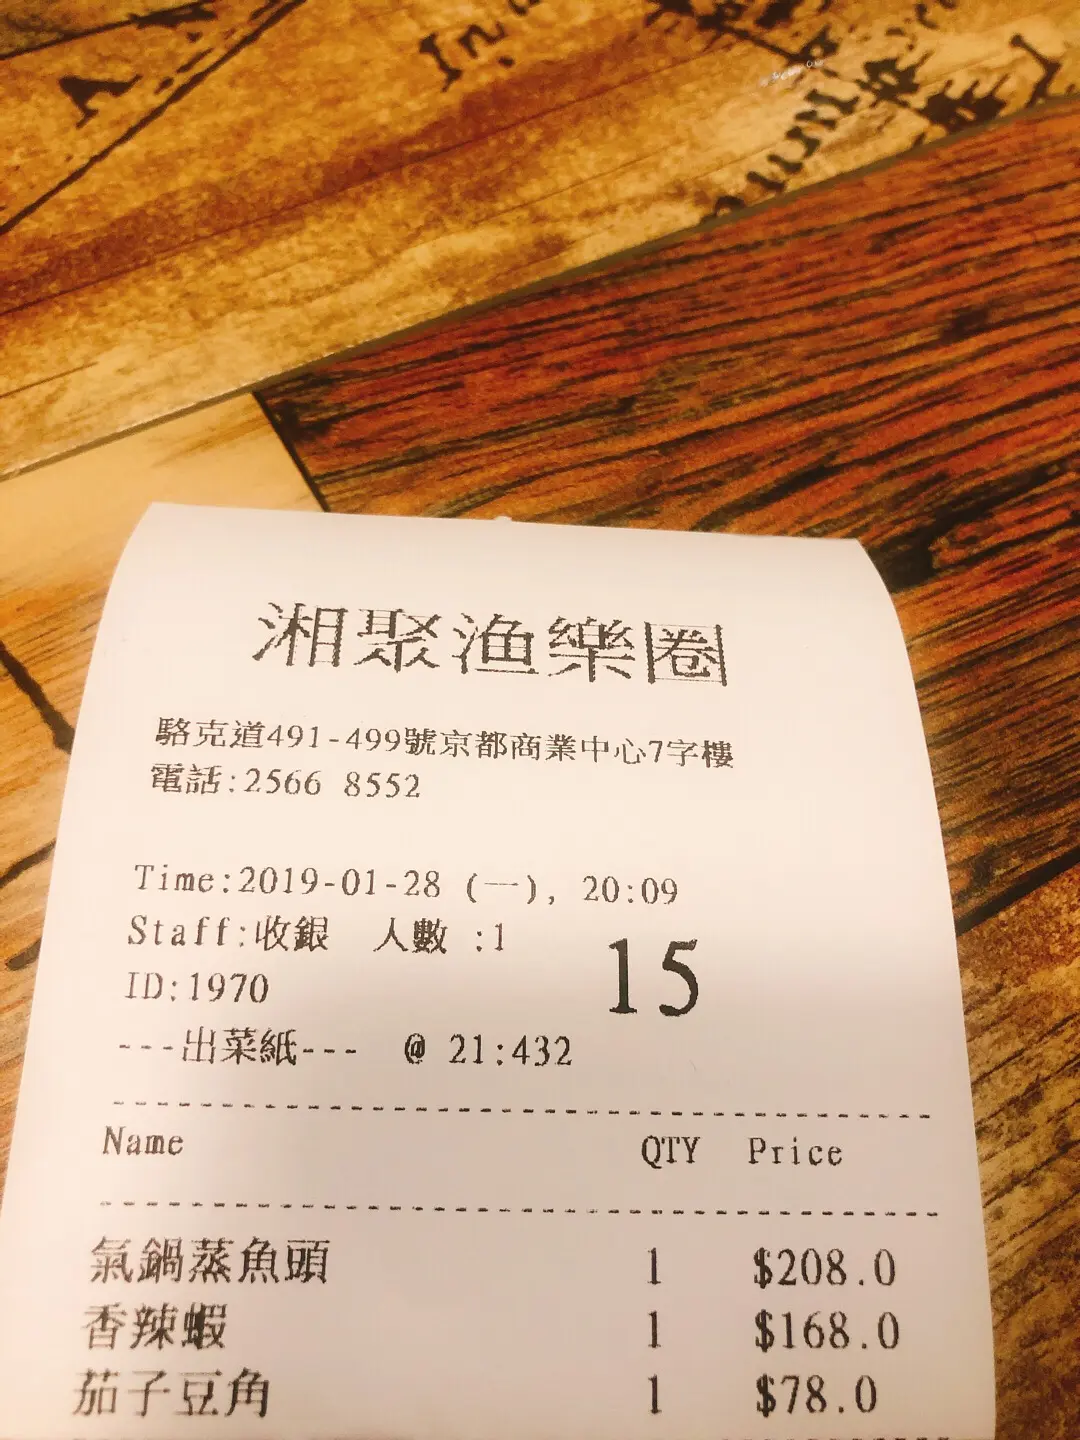 湘聚渔樂圈
駱克道491-499號京都商業中心7字樓
電話:2566 8552
Time:2019-01-28 (一), 20:09
Staff:收銀 人數 :1
15
ID:1970
---出菜紙--- @ 21:432
Name QTY Price
氣鍋蒸魚頭 1 $208.0
香辣蝦 1 $168.0
茄子豆角 1 $78.0